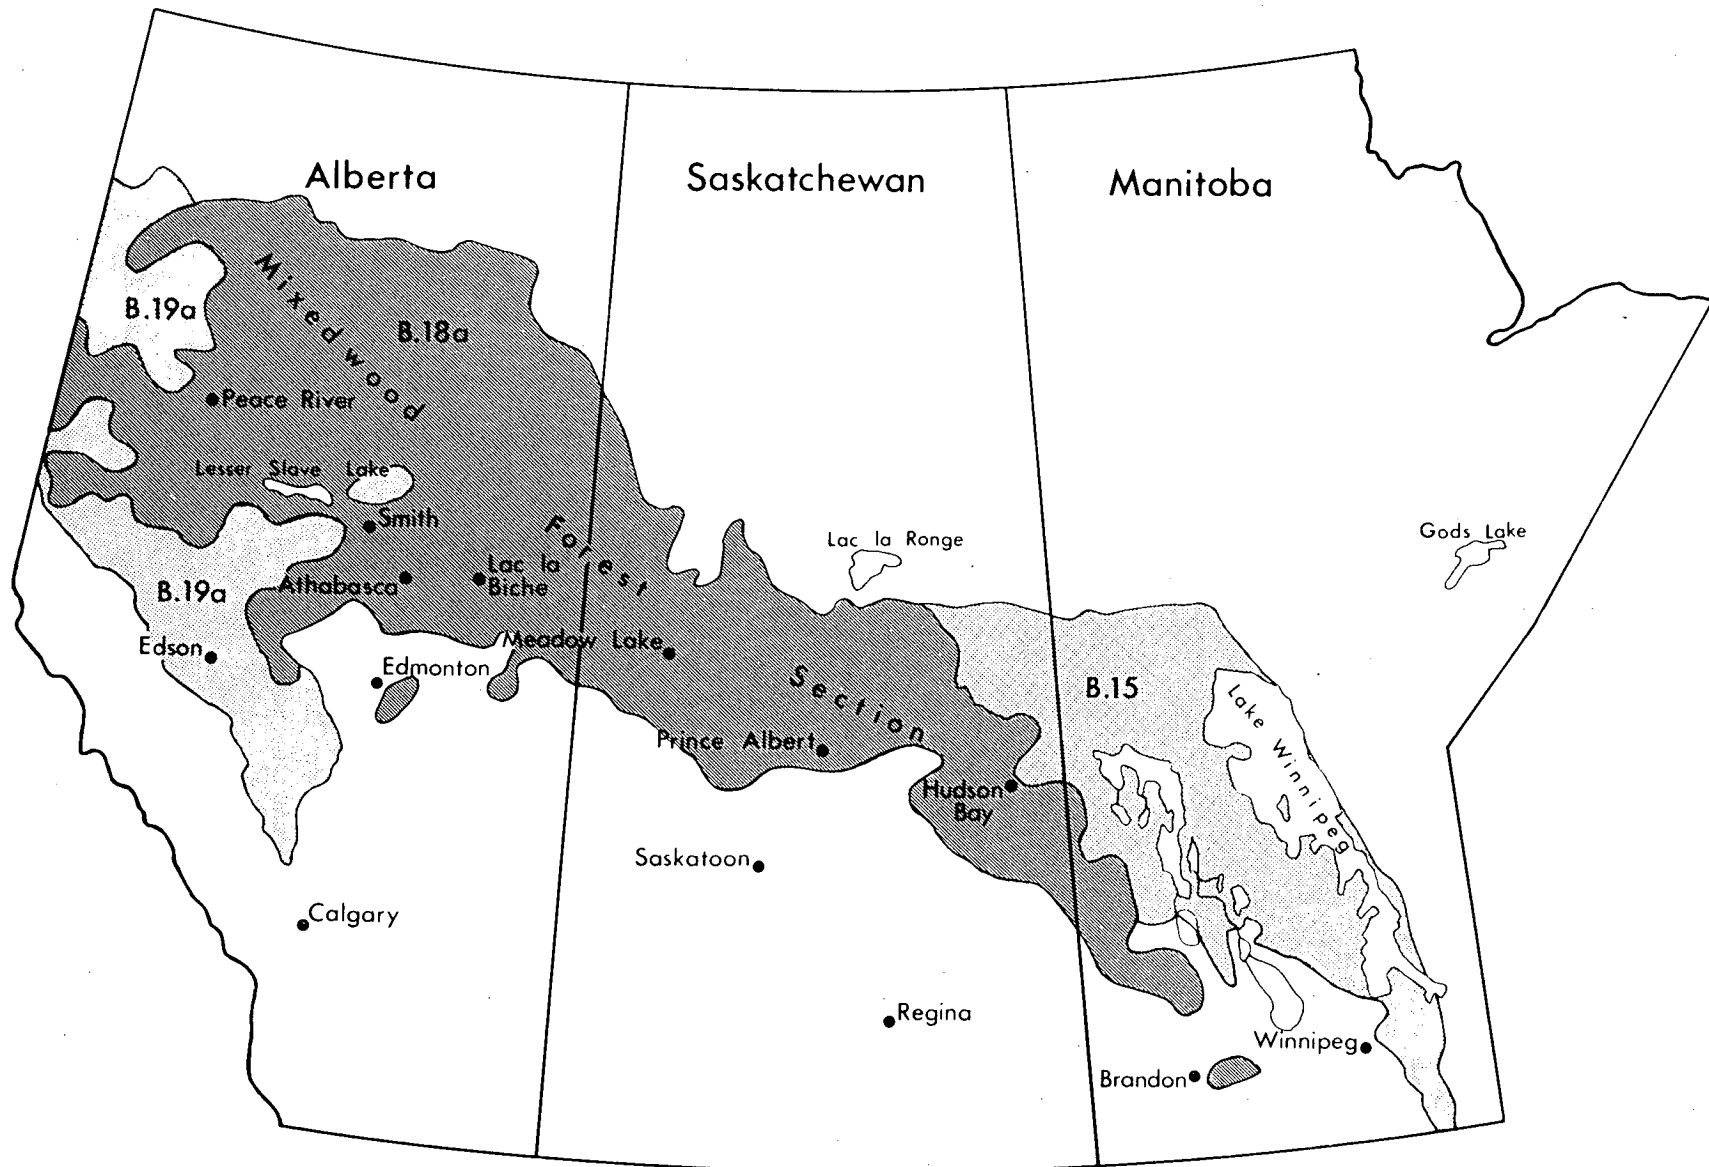 Alberta
Saskatchewan
Manitoba
B.19a
Mixedwood
B.18a
Peace River
Lesser Slave Lake
Smith
Forest
Lac la Ronge
Gods Lake
B.19a
Athabasca
Lac la
Biche
Edson
Edmonton
Meadow Lake
Section
B.15
Lake Winnipeg
Prince Albert
Hudson
Bay
Saskatoon
Calgary
Regina
Winnipeg
Brandon